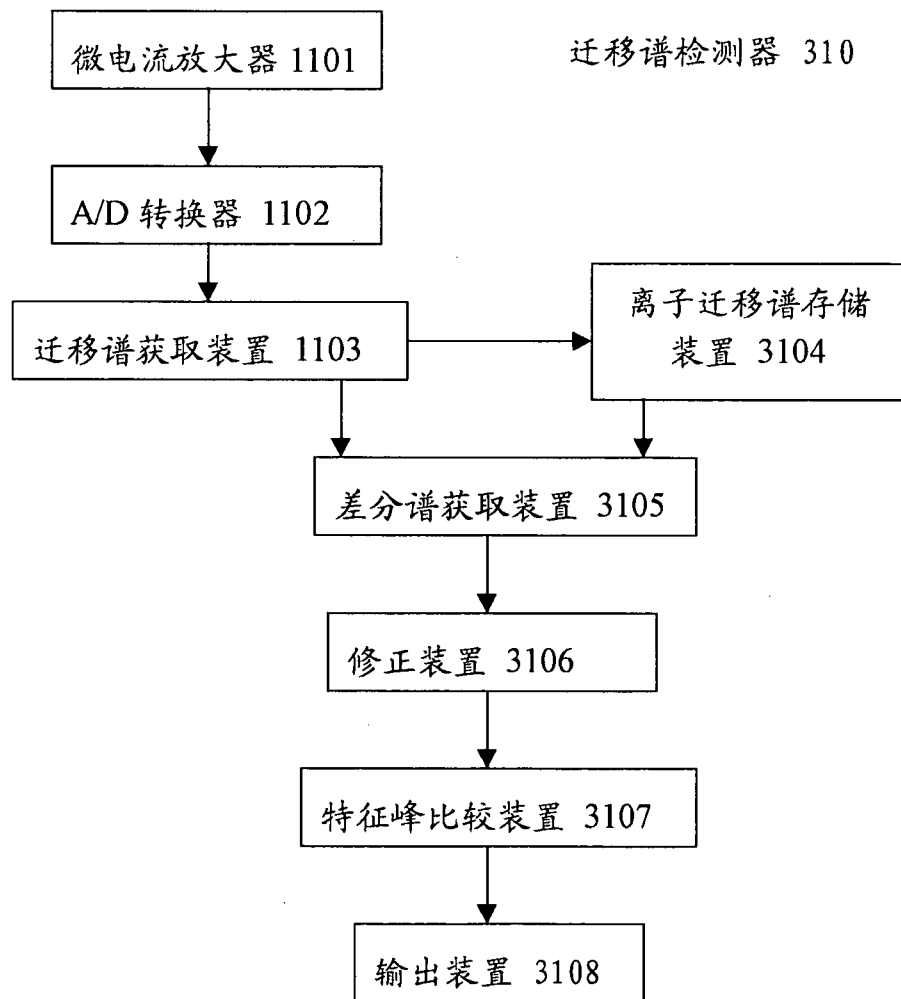 微电流放大器 1101
迁移谱检测器 310
A/D 转换器 1102
迁移谱获取装置 1103
离子迁移谱存储
装置 3104
差分谱获取装置 3105
修正装置 3106
特征峰比较装置 3107
输出装置 3108